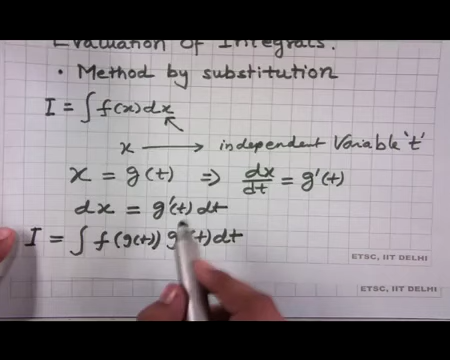 Evaluation of Integrals.
• Method by substitution
I = ∫ f(x) dx
x → independent Variable 't'
x = g(t) ⇒ dx/dt = g'(t)
dx = g'(t) dt
I = ∫ f(g(t)) g'(t) dt
ETSC, IIT DELHI
ETSC, IIT DELHI